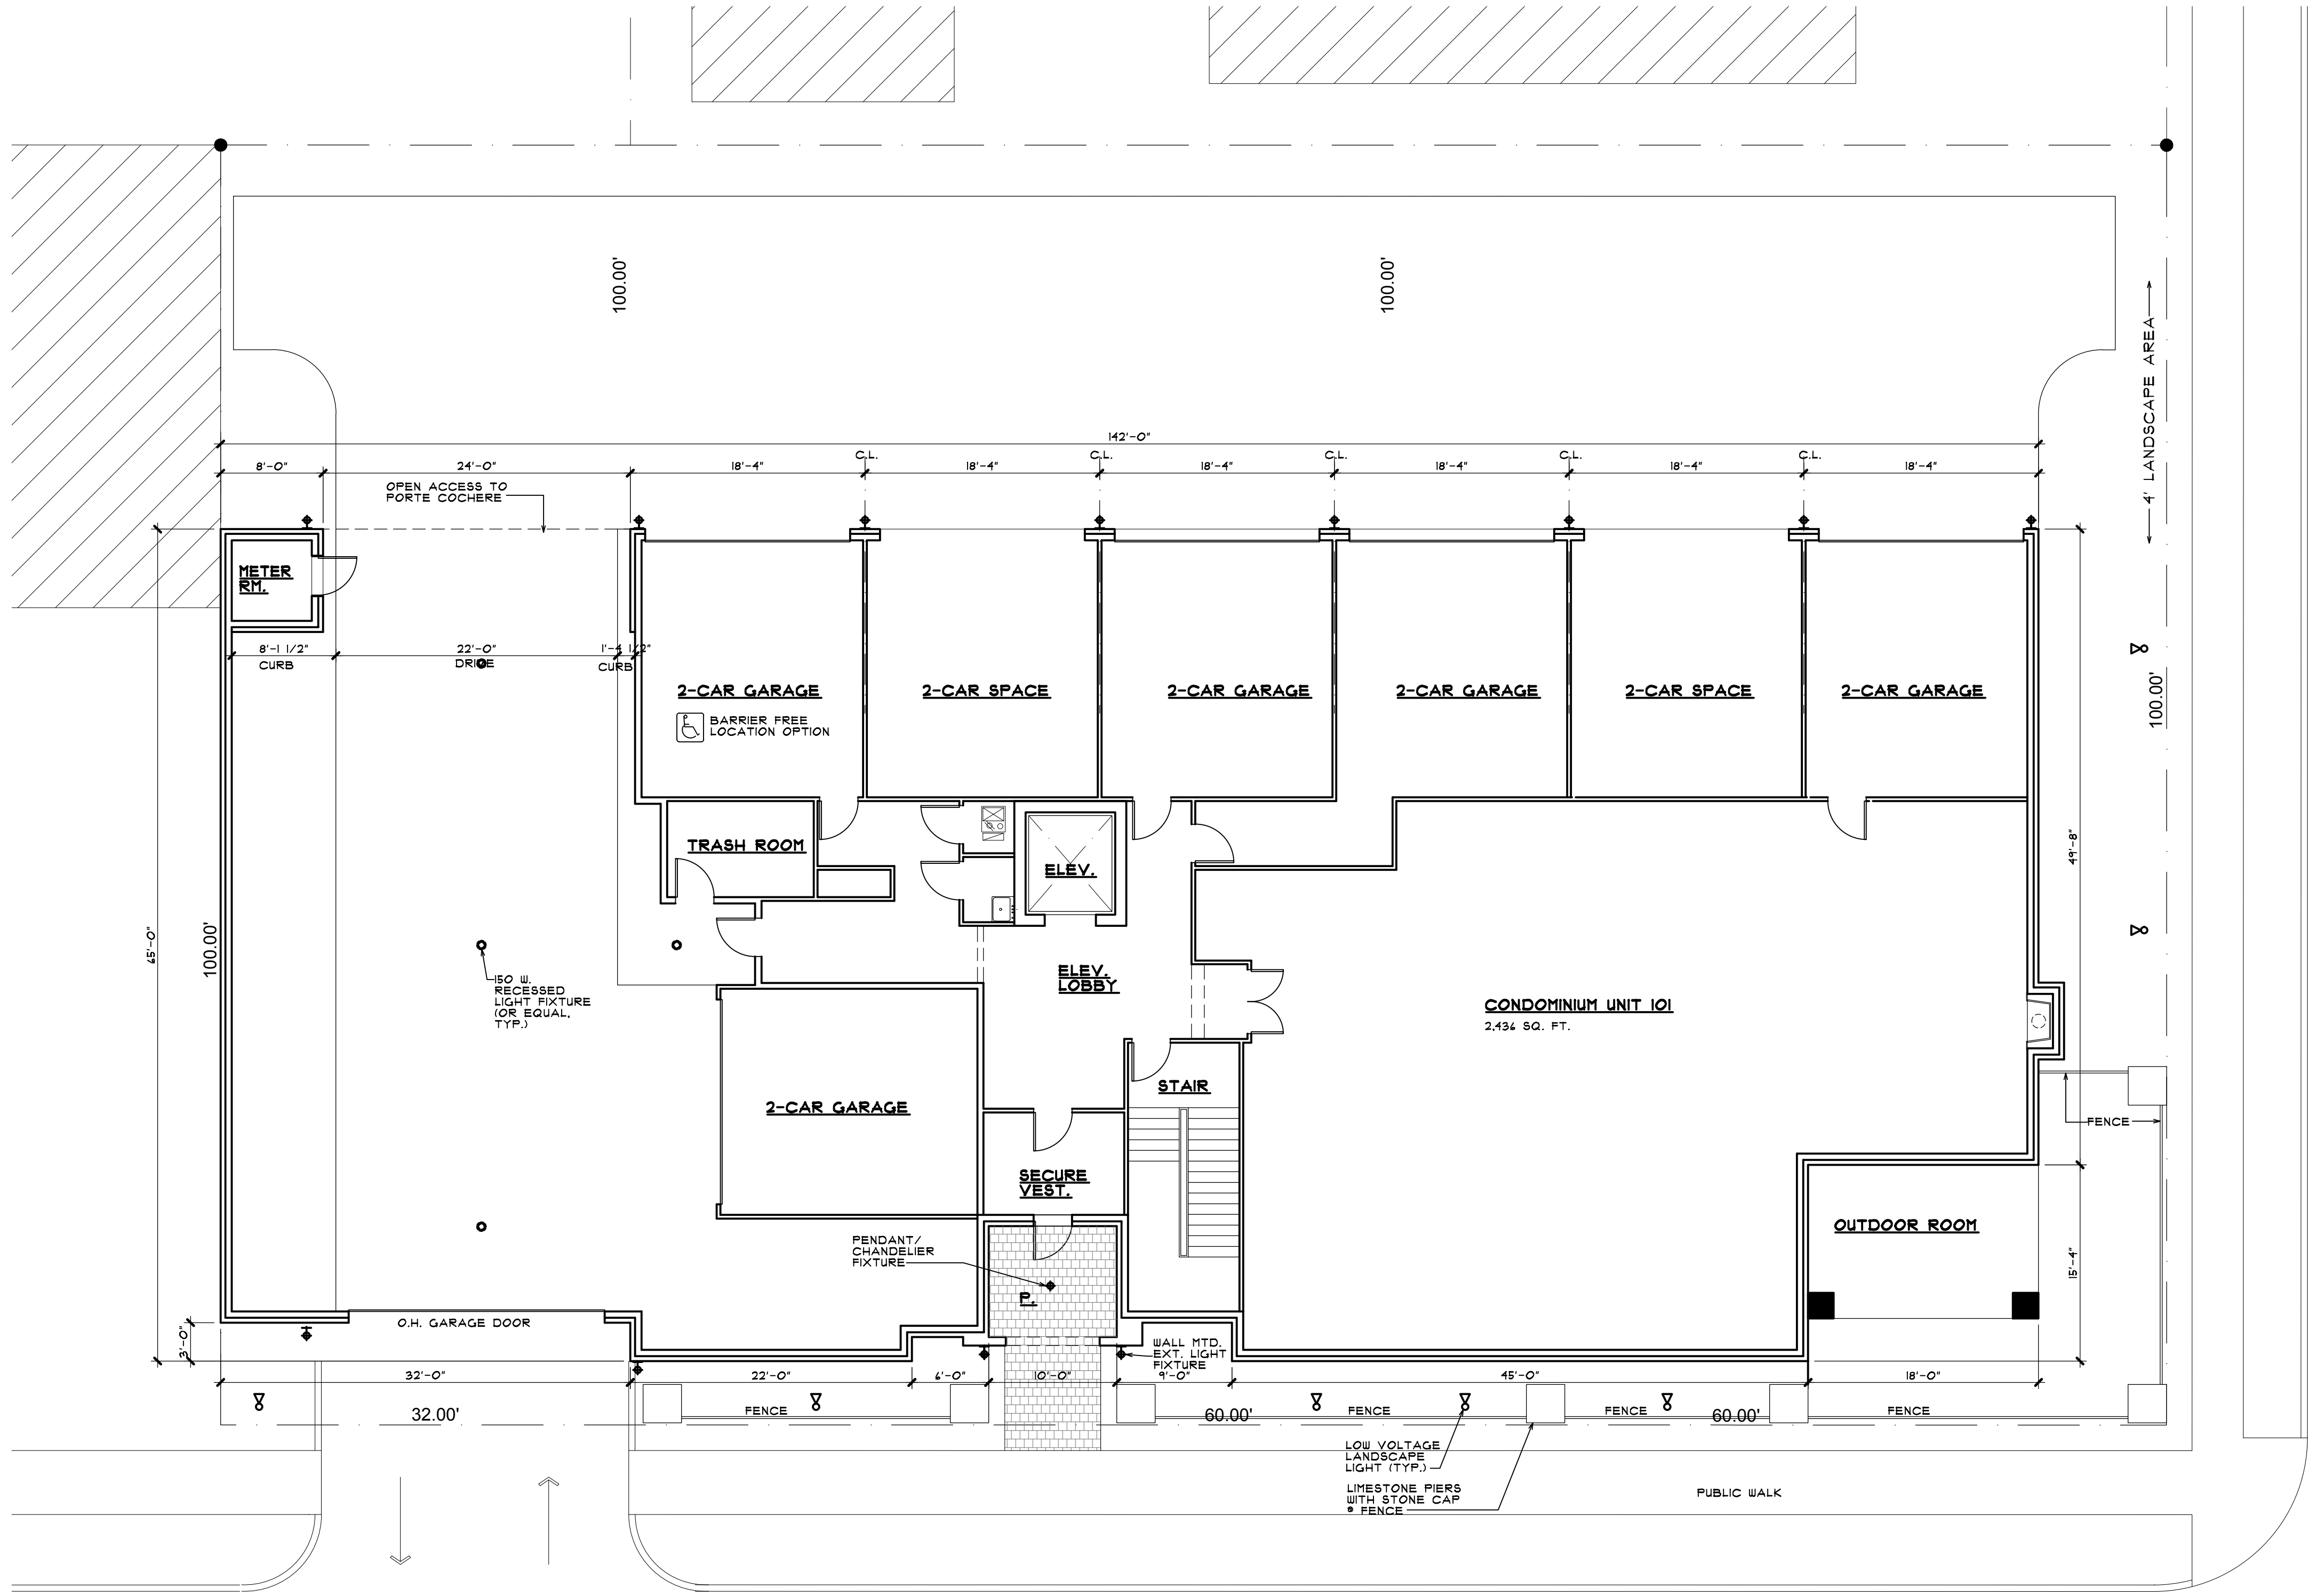 100.00'
100.00'
4' LANDSCAPE AREA
142'-0"
8'-0"
24'-0"
18'-4"
C.L.
18'-4"
C.L.
18'-4"
C.L.
18'-4"
C.L.
18'-4"
C.L.
18'-4"
OPEN ACCESS TO
PORTE COCHERE
METER
RM.
8'-1 1/2"
CURB
22'-0"
DRIVE
1'-4 1/2"
CURB
2-CAR GARAGE
2-CAR SPACE
2-CAR GARAGE
2-CAR GARAGE
2-CAR SPACE
2-CAR GARAGE
BARRIER FREE
LOCATION OPTION
100.00'
TRASH ROOM
ELEV.
49'-8"
65'-0"
100.00'
150 W.
RECESSED
LIGHT FIXTURE
(OR EQUAL,
TYP.)
ELEV.
LOBBY
CONDOMINIUM UNIT 101
2,436 SQ. FT.
STAIR
2-CAR GARAGE
FENCE
SECURE
VEST.
OUTDOOR ROOM
PENDANT/
CHANDELIER
FIXTURE
P.
15'-4"
O.H. GARAGE DOOR
3'-0"
WALL MTD.
EXT. LIGHT
FIXTURE
32'-0"
22'-0"
6'-0"
10'-0"
9'-0"
45'-0"
18'-0"
32.00'
FENCE
60.00'
FENCE
FENCE
60.00'
FENCE
LOW VOLTAGE
LANDSCAPE
LIGHT (TYP.)
LIMESTONE PIERS
WITH STONE CAP
@ FENCE
PUBLIC WALK